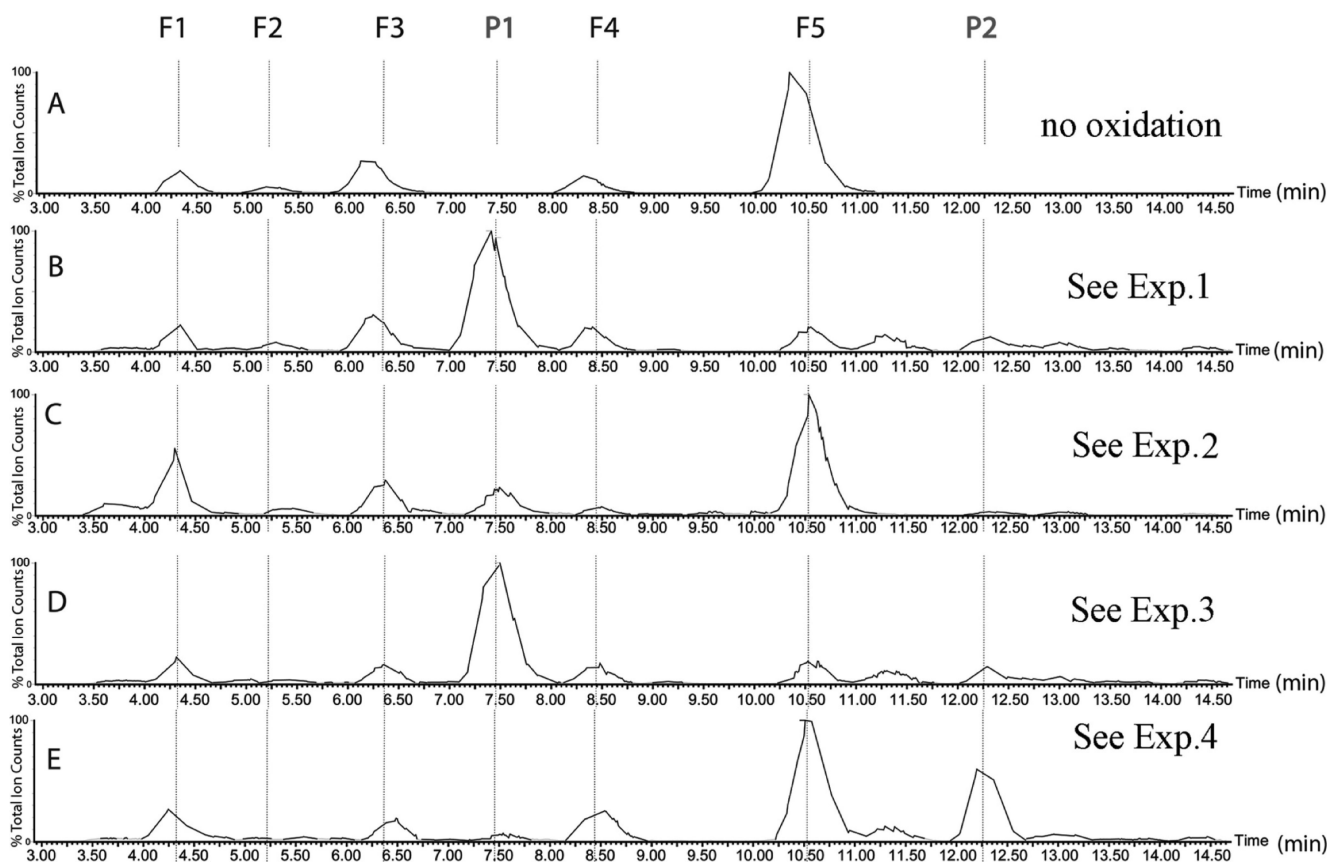 F1 F2 F3 P1 F4 F5 P2
% Total Ion Counts
100
0
A
no oxidation
3.00 3.50 4.00 4.50 5.00 5.50 6.00 6.50 7.00 7.50 8.00 8.50 9.00 9.50 10.00 10.50 11.00 11.50 12.00 12.50 13.00 13.50 14.00 14.50 Time (min)
% Total Ion Counts
100
0
B
See Exp.1
3.00 3.50 4.00 4.50 5.00 5.50 6.00 6.50 7.00 7.50 8.00 8.50 9.00 9.50 10.00 10.50 11.00 11.50 12.00 12.50 13.00 13.50 14.00 14.50 Time (min)
% Total Ion Counts
100
0
C
See Exp.2
3.00 3.50 4.00 4.50 5.00 5.50 6.00 6.50 7.00 7.50 8.00 8.50 9.00 9.50 10.00 10.50 11.00 11.50 12.00 12.50 13.00 13.50 14.00 14.50 Time (min)
% Total Ion Counts
100
0
D
See Exp.3
3.00 3.50 4.00 4.50 5.00 5.50 6.00 6.50 7.00 7.50 8.00 8.50 9.00 9.50 10.00 10.50 11.00 11.50 12.00 12.50 13.00 13.50 14.00 14.50 Time (min)
% Total Ion Counts
100
0
E
See Exp.4
3.00 3.50 4.00 4.50 5.00 5.50 6.00 6.50 7.00 7.50 8.00 8.50 9.00 9.50 10.00 10.50 11.00 11.50 12.00 12.50 13.00 13.50 14.00 14.50 Time (min)